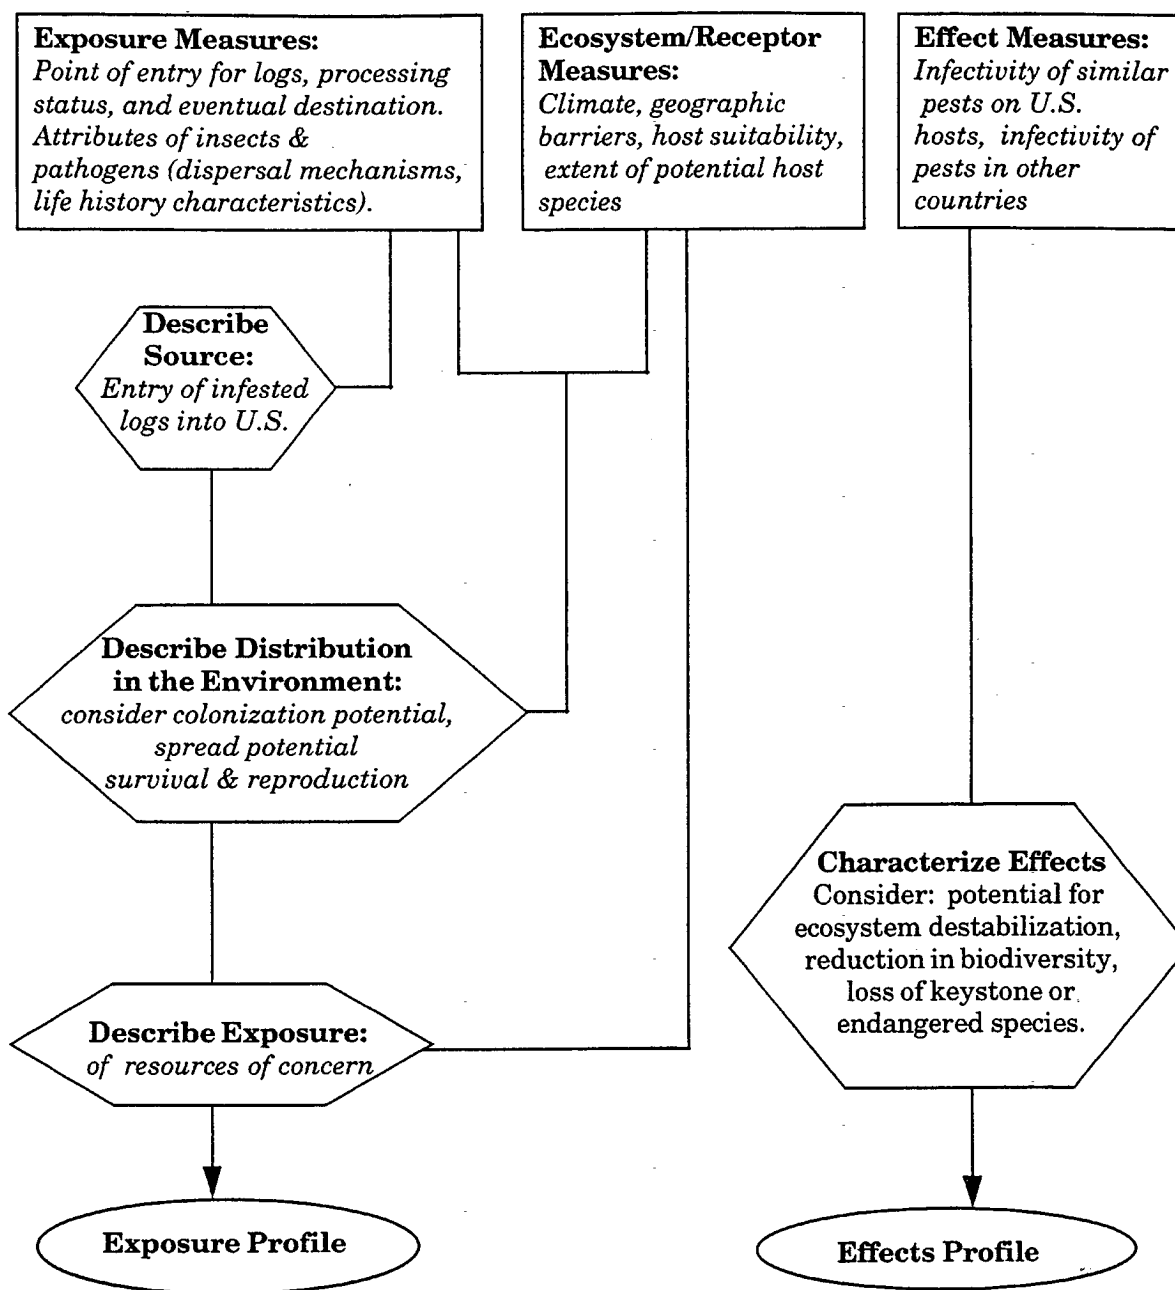 Exposure Measures:
Point of entry for logs, processing
status, and eventual destination.
Attributes of insects &
pathogens (dispersal mechanisms,
life history characteristics).
Ecosystem/Receptor
Measures:
Climate, geographic
barriers, host suitability,
extent of potential host
species
Effect Measures:
Infectivity of similar
pests on U.S.
hosts, infectivity of
pests in other
countries
Describe
Source:
Entry of infested
logs into U.S.
Describe Distribution
in the Environment:
consider colonization potential,
spread potential
survival & reproduction
Characterize Effects
Consider: potential for
ecosystem destabilization,
reduction in biodiversity,
loss of keystone or
endangered species.
Describe Exposure:
of resources of concern
Exposure Profile
Effects Profile